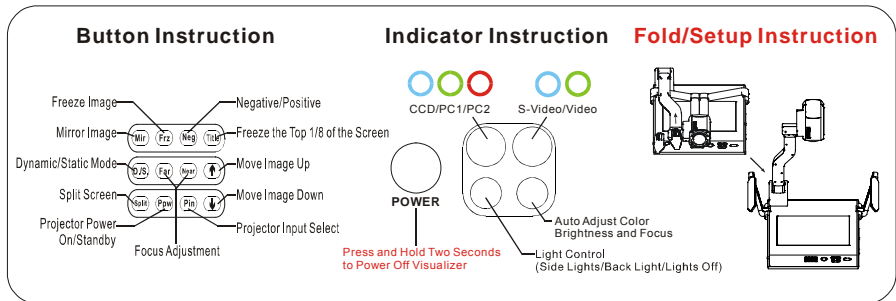 Button Instruction
Freeze Image
Negative/Positive
Mirror Image
Mir Frz Neg Title
Freeze the Top 1/8 of the Screen
Dynamic/Static Mode
D./S. Far Near
Move Image Up
Split Screen
Split Ppw Pin
Move Image Down
Projector Power
On/Standby
Projector Input Select
Focus Adjustment
Indicator Instruction
CCD/PC1/PC2
S-Video/Video
POWER
Press and Hold Two Seconds
to Power Off Visualizer
Auto Adjust Color
Brightness and Focus
Light Control
(Side Lights/Back Light/Lights Off)
Fold/Setup Instruction